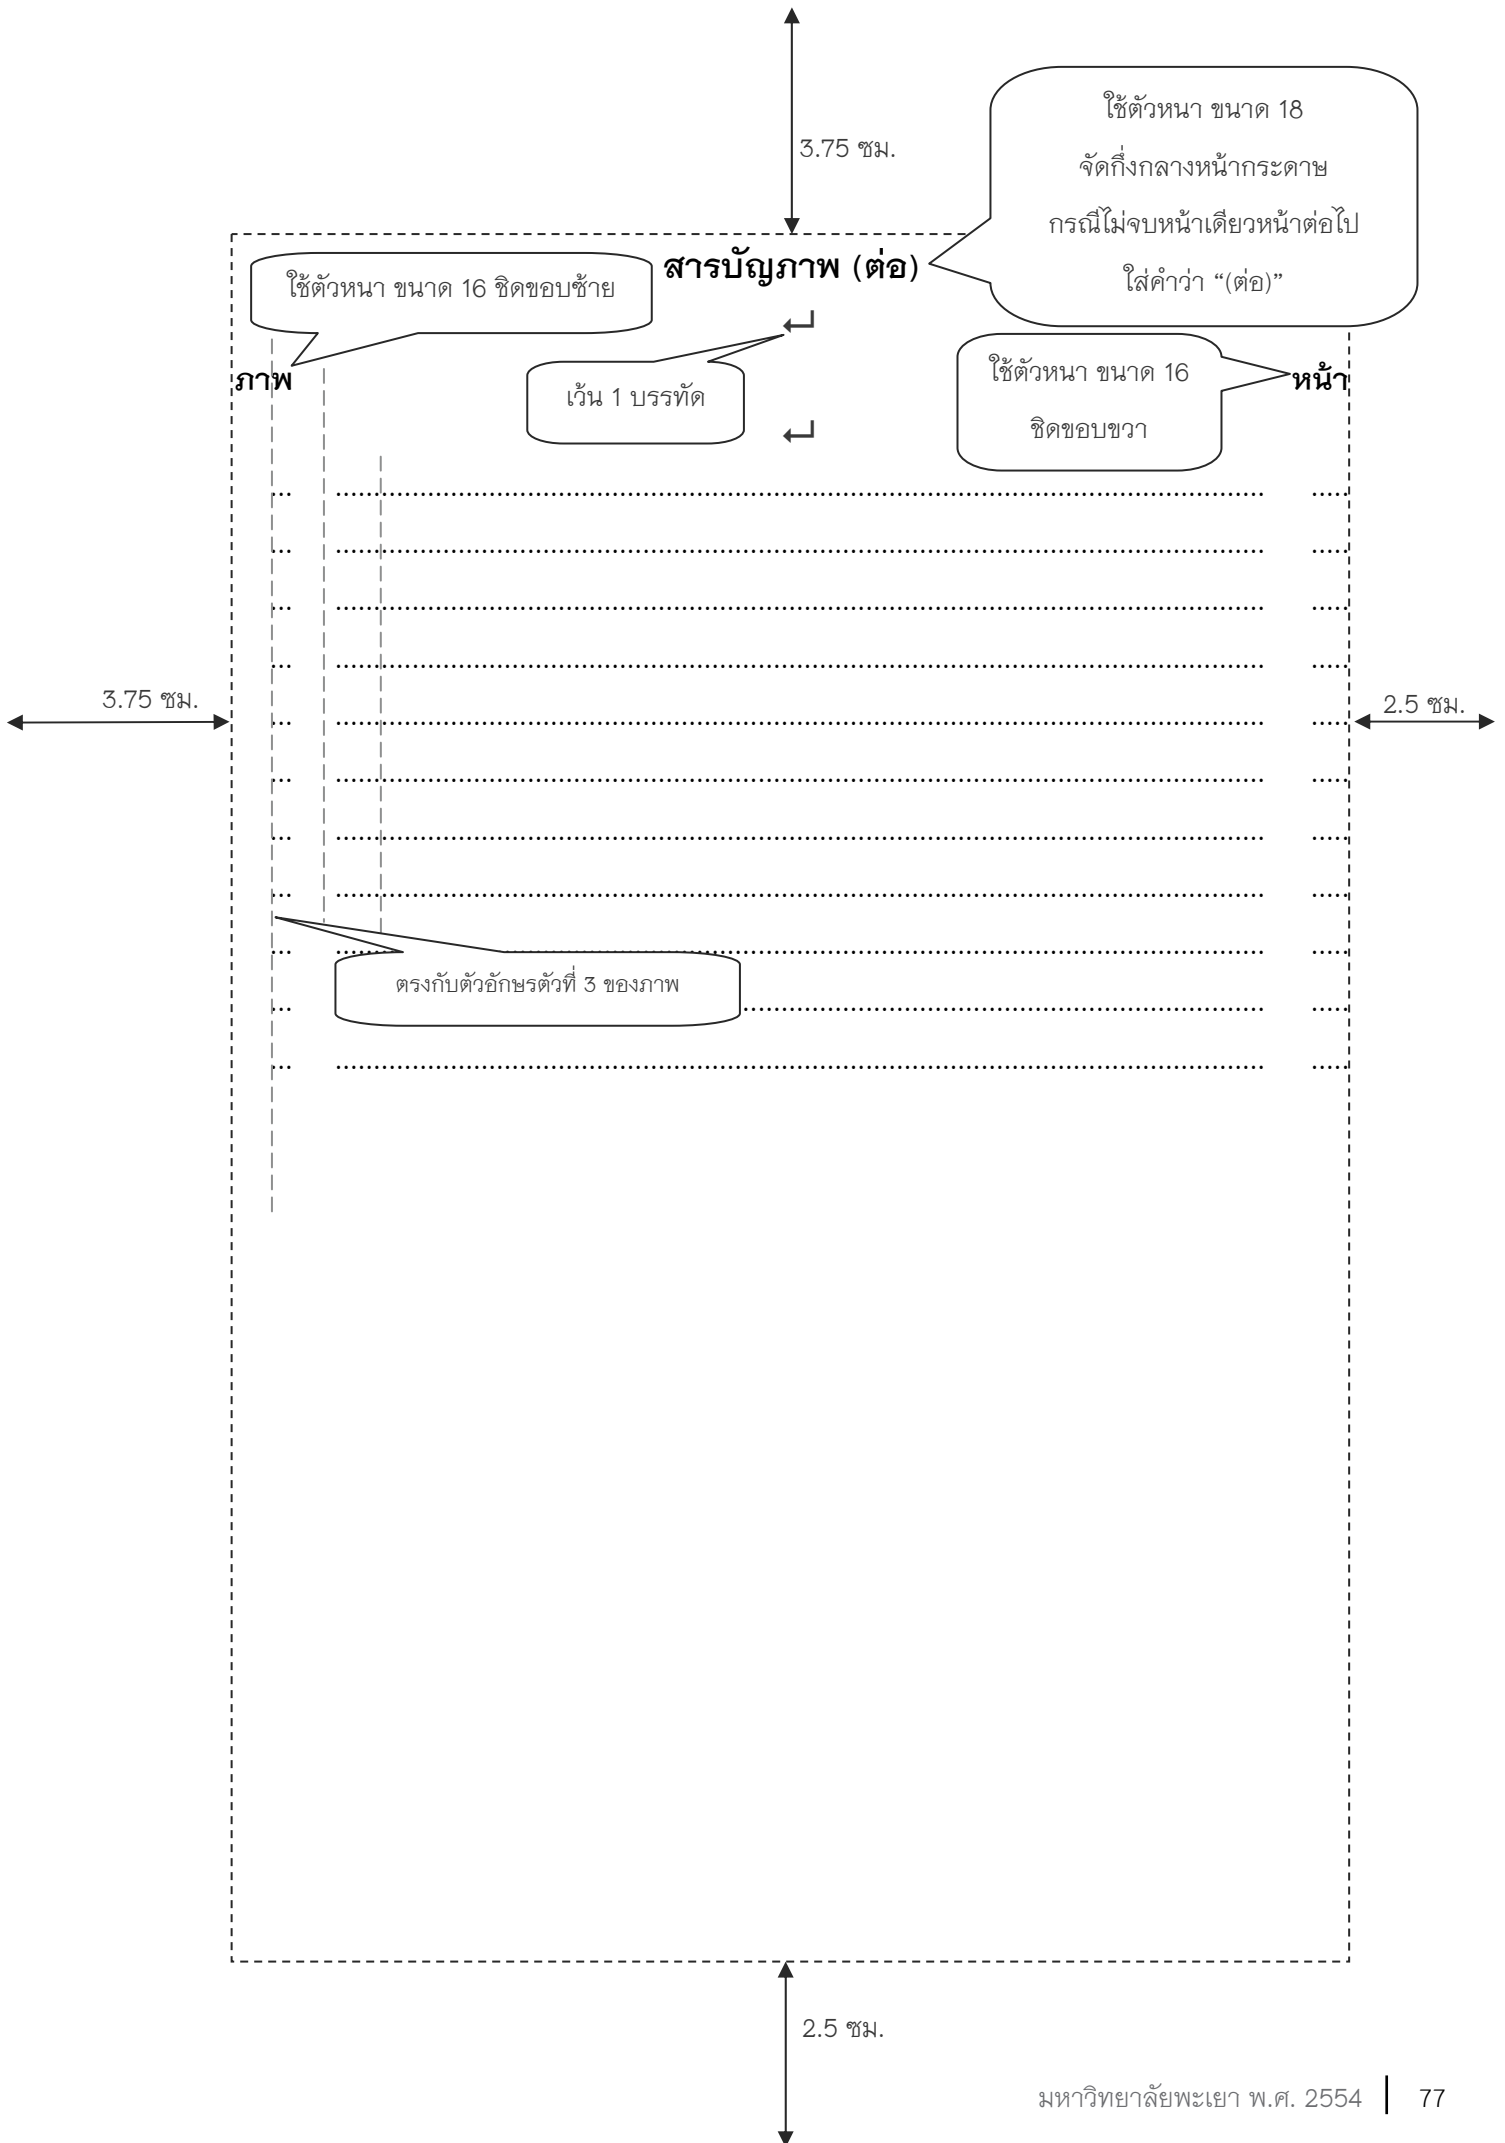 3.75 ซม.
ใช้ตัวหนา ขนาด 18
จัดกึ่งกลางหน้ากระดาษ
กรณีไม่จบหน้าเดียวหน้าต่อไป
ใส่คำว่า “(ต่อ)”
สารบัญภาพ (ต่อ)
ใช้ตัวหนา ขนาด 16 ชิดขอบซ้าย
ภาพ
เว้น 1 บรรทัด
ใช้ตัวหนา ขนาด 16
ชิดขอบขวา
หน้า
3.75 ซม.
2.5 ซม.
ตรงกับตัวอักษรตัวที่ 3 ของภาพ
2.5 ซม.
มหาวิทยาลัยพะเยา พ.ศ. 2554 77